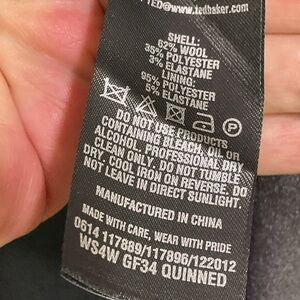 TED@www.tedbaker.com
SHELL:
62% WOOL
35% POLYESTER
3% ELASTANE
LINING:
95% POLYESTER
5% ELASTANE
DO NOT USE PRODUCTS
CONTAINING BLEACH, OR
ALCOHOL. PROFESSIONAL DRY
CLEAN ONLY. DO NOT TUMBLE
DRY. COOL IRON ON REVERSE. DO
NOT LEAVE IN DIRECT SUNLIGHT.
MANUFACTURED IN CHINA
MADE WITH CARE, WEAR WITH PRIDE
0614 117889/117896/122012
WS4W GF34 QUINNED